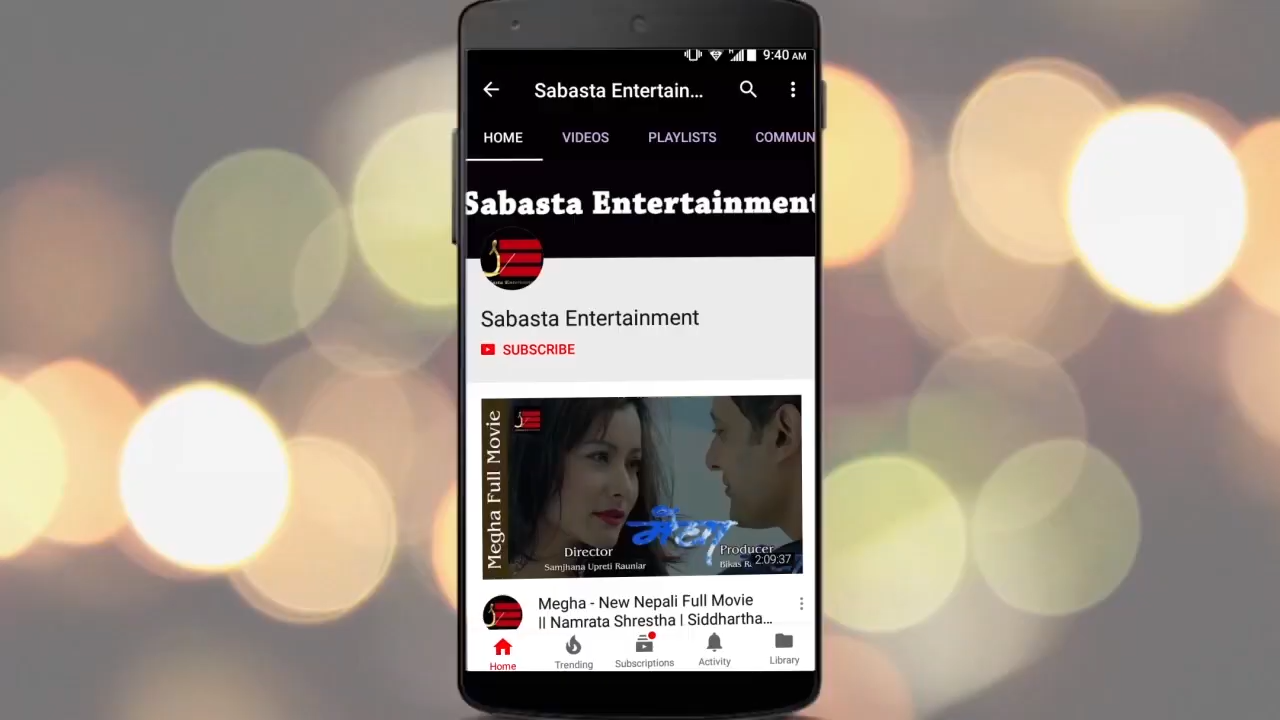 9:40 AM
Sabasta Entertain...
HOME VIDEOS PLAYLISTS COMMUN
Sabasta Entertainment
Sabasta Entertainment
SUBSCRIBE
Megha Full Movie
मेघा
Director
Samjhana Upreti Rauniar
Producer
Bikas R.
2:09:37
Megha - New Nepali Full Movie
|| Namrata Shrestha | Siddhartha...
Home Trending Subscriptions Activity Library